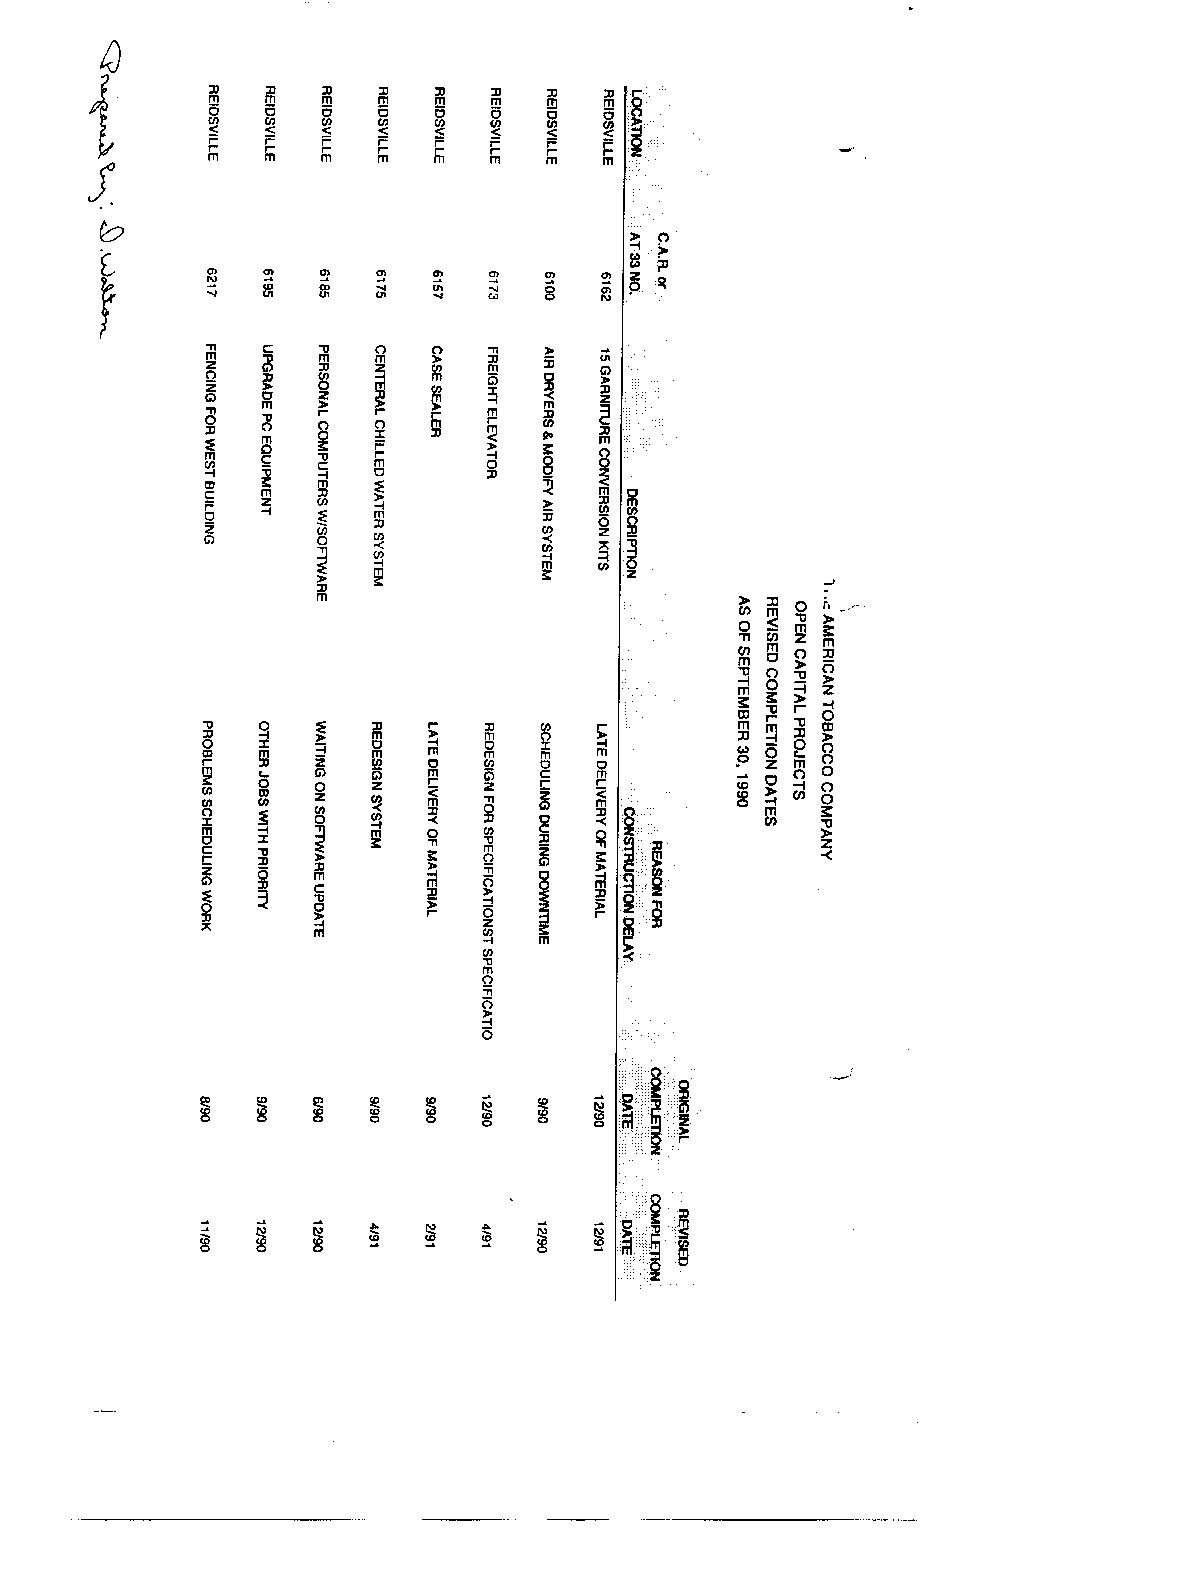 THE AMERICAN TOBACCO COMPANY
OPEN CAPITAL PROJECTS
REVISED COMPLETION DATES
AS OF SEPTEMBER 30, 1990
ORIGINAL REVISED
C.A.R. or REASON FOR COMPLETION COMPLETION
LOCATION AT 33 NO. DESCRIPTION CONSTRUCTION DELAY DATE DATE
REIDSVILLE 6162 15 GARNITURE CONVERSION KITS LATE DELIVERY OF MATERIAL 12/90 12/91
REIDSVILLE 6100 AIR DRYERS & MODIFY AIR SYSTEM SCHEDULING DURING DOWNTIME 9/90 12/90
REIDSVILLE 6173 FREIGHT ELEVATOR REDESIGN FOR SPECIFICATIONST SPECIFICATIO 12/90 4/91
REIDSVILLE 6157 CASE SEALER LATE DELIVERY OF MATERIAL 9/90 2/91
REIDSVILLE 6175 CENTERAL CHILLED WATER SYSTEM REDESIGN SYSTEM 9/90 4/91
REIDSVILLE 6185 PERSONAL COMPUTERS W/SOFTWARE WAITING ON SOFTWARE UPDATE 6/90 12/90
REIDSVILLE 6195 UPGRADE PC EQUIPMENT OTHER JOBS WITH PRIORITY 9/90 12/90
REIDSVILLE 6217 FENCING FOR WEST BUILDING PROBLEMS SCHEDULING WORK 8/90 11/90
Prepared by: D. Walton